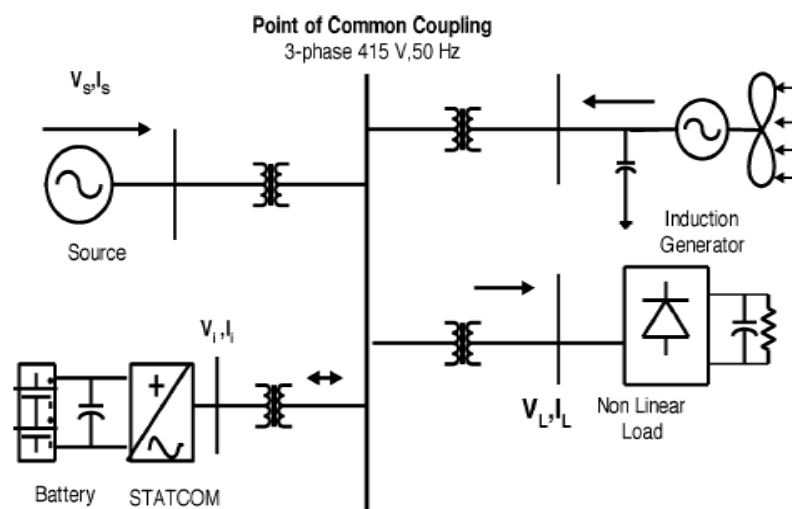 Point of Common Coupling
3-phase 415 V,50 Hz
Vs,Is
Source
Induction
Generator
Vi,Ii
VL,IL
Non Linear
Load
Battery
STATCOM